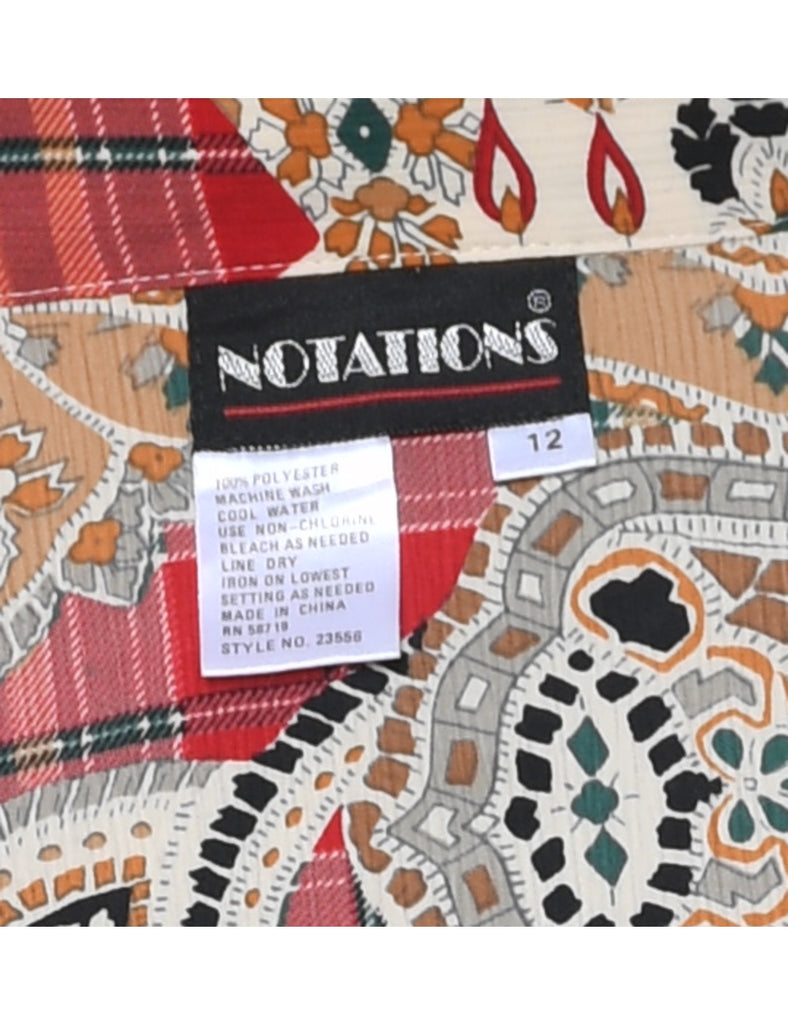 ®
NOTATIONS
12
100% POLYESTER
MACHINE WASH
COOL WATER
USE NON-CHLORINE
BLEACH AS NEEDED
LINE DRY
IRON ON LOWEST
SETTING AS NEEDED
MADE IN CHINA
RN 58719
STYLE NO. 23556